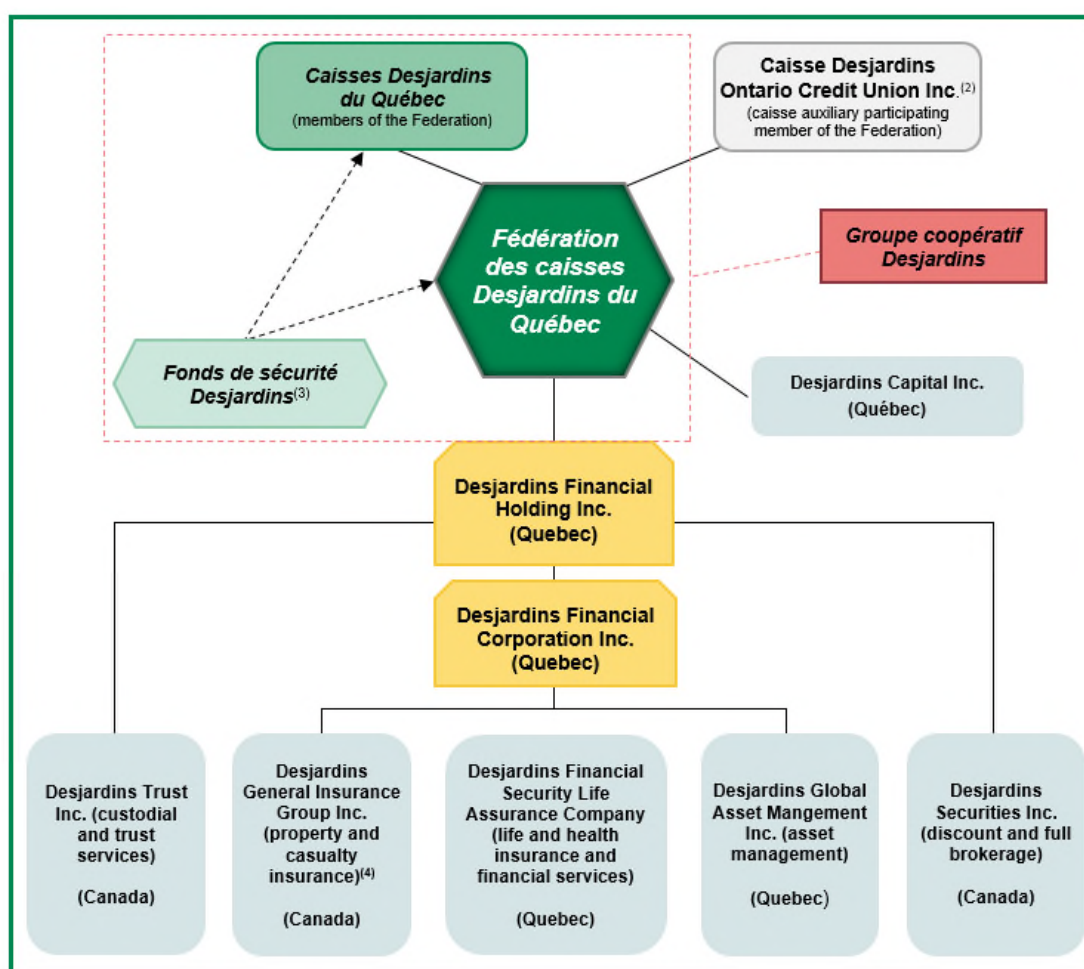 Caisses Desjardins
du Québec
(members of the Federation)
Caisse Desjardins
Ontario Credit Union Inc.(2)
(caisse auxiliary participating
member of the Federation)
Fédération
des caisses
Desjardins du
Québec
Groupe coopératif
Desjardins
Fonds de sécurité
Desjardins(3)
Desjardins Capital Inc.
(Québec)
Desjardins Financial
Holding Inc.
(Quebec)
Desjardins Financial
Corporation Inc.
(Quebec)
Desjardins Trust
Inc. (custodial
and trust
services)
(Canada)
Desjardins
General Insurance
Group Inc.
(property and
casualty
insurance)(4)
(Canada)
Desjardins Financial
Security Life
Assurance Company
(life and health
insurance and
financial services)
(Quebec)
Desjardins Global
Asset Mangement
Inc. (asset
management)
(Quebec)
Desjardins
Securities Inc.
(discount and full
brokerage)
(Canada)